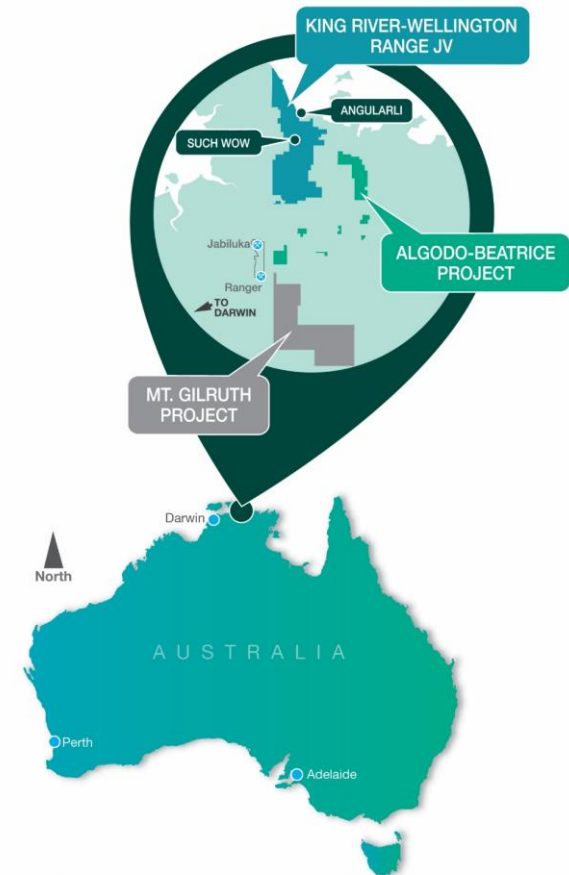 KING RIVER-WELLINGTON
RANGE JV
ANGULARLI
SUCH WOW
ALGODO-BEATRICE
PROJECT
Jabiluka
Ranger
TO
DARWIN
MT. GILRUTH
PROJECT
Darwin
North
AUSTRALIA
Perth
Adelaide